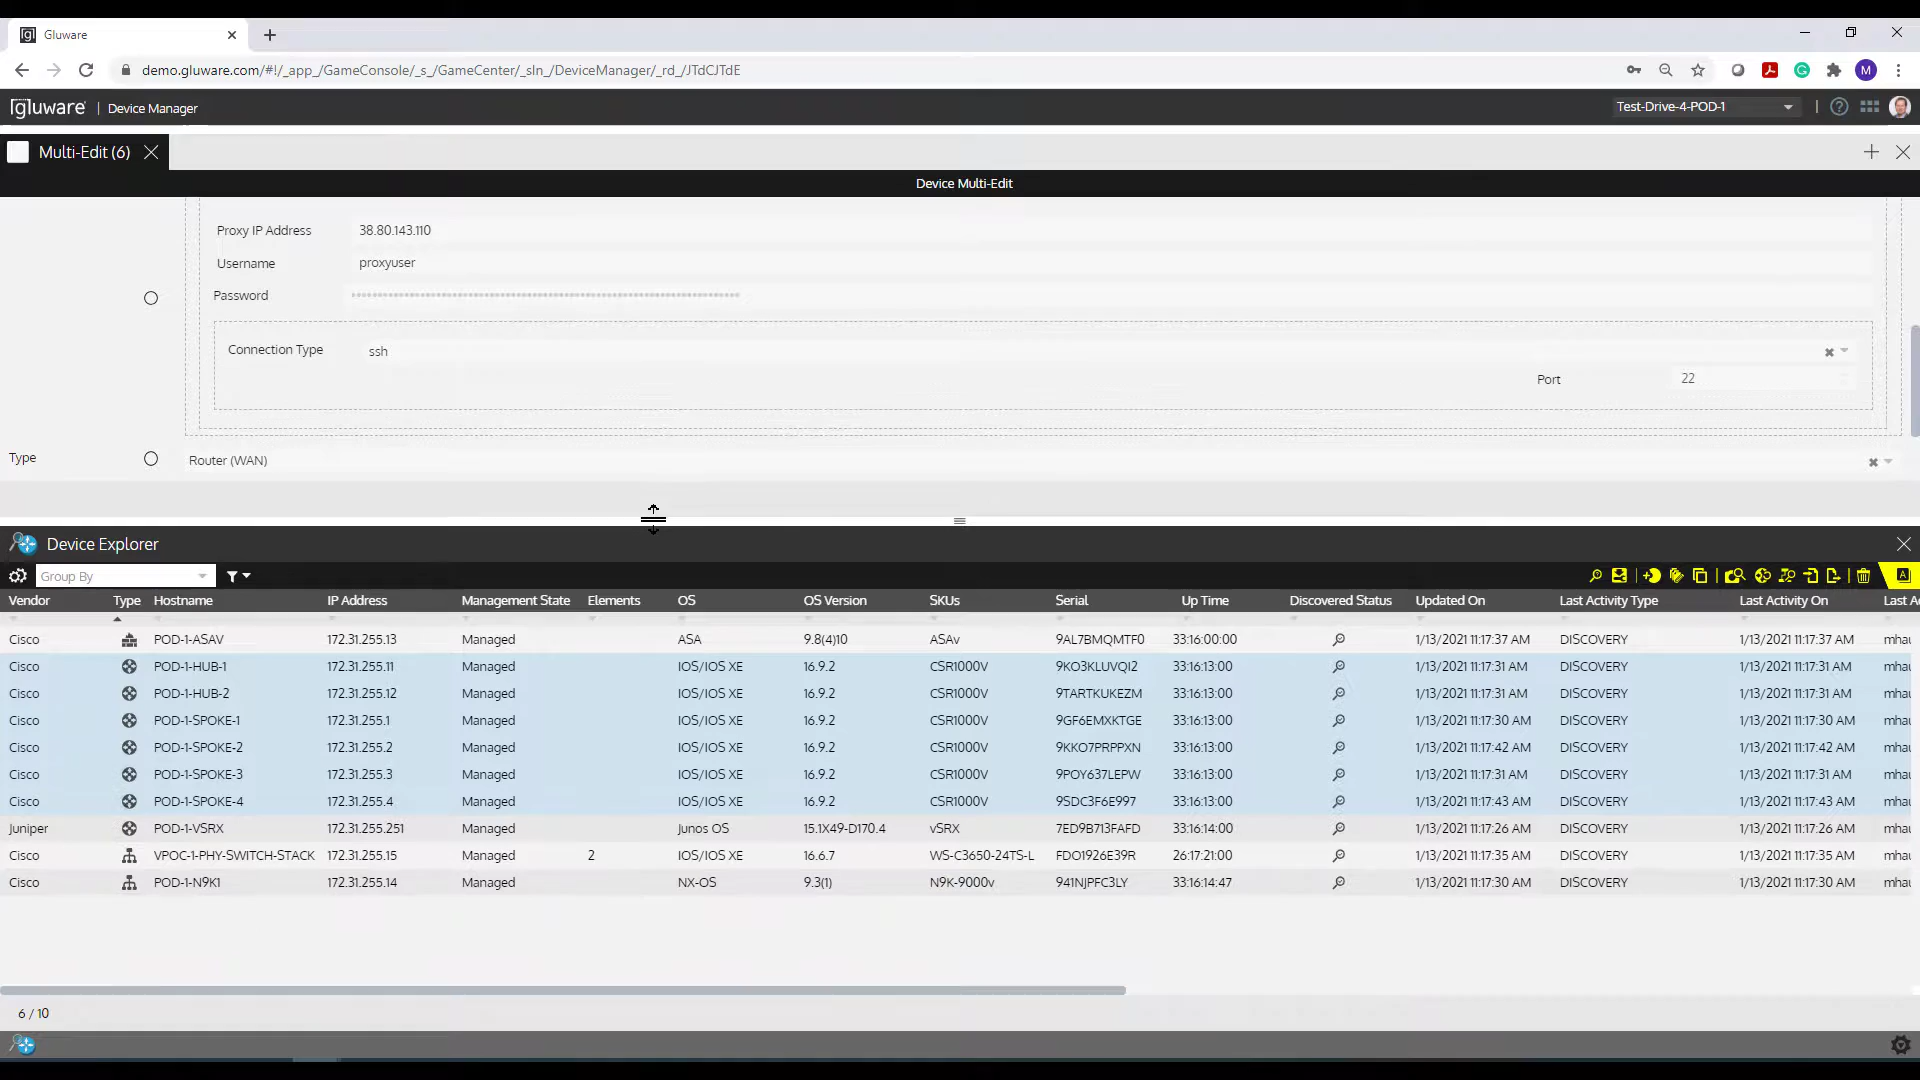 Gluware
demo.gluware.com/#!/_app_/GameConsole/_s_/GameCenter/_sln_/DeviceManager/_rd_/JTdCJTdE
M
[gluware | Device Manager
Test-Drive-4-POD-1
Multi-Edit (6)
Device Multi-Edit
Proxy IP Address 38.80.143.110
Username proxyuser
Password
Connection Type ssh
Port 22
Type Router (WAN)
Device Explorer
Group By
A
Vendor Type Hostname IP Address Management State Elements OS OS Version SKUs Serial Up Time Discovered Status Updated On Last Activity Type Last Activity On Last A
Cisco POD-1-ASAV 172.31.255.13 Managed ASA 9.8(4)10 ASAv 9AL7BMQMTF0 33:16:00:00 1/13/2021 11:17:37 AM DISCOVERY 1/13/2021 11:17:37 AM mhau
Cisco POD-1-HUB-1 172.31.255.11 Managed IOS/IOS XE 16.9.2 CSR1000V 9KO3KLUVQI2 33:16:13:00 1/13/2021 11:17:31 AM DISCOVERY 1/13/2021 11:17:31 AM mhau
Cisco POD-1-HUB-2 172.31.255.12 Managed IOS/IOS XE 16.9.2 CSR1000V 9TARTKUKEZM 33:16:13:00 1/13/2021 11:17:31 AM DISCOVERY 1/13/2021 11:17:31 AM mhau
Cisco POD-1-SPOKE-1 172.31.255.1 Managed IOS/IOS XE 16.9.2 CSR1000V 9GF6EMXKTGE 33:16:13:00 1/13/2021 11:17:30 AM DISCOVERY 1/13/2021 11:17:30 AM mhau
Cisco POD-1-SPOKE-2 172.31.255.2 Managed IOS/IOS XE 16.9.2 CSR1000V 9KKO7PRPPXN 33:16:13:00 1/13/2021 11:17:42 AM DISCOVERY 1/13/2021 11:17:42 AM mhau
Cisco POD-1-SPOKE-3 172.31.255.3 Managed IOS/IOS XE 16.9.2 CSR1000V 9POY637LEPW 33:16:13:00 1/13/2021 11:17:31 AM DISCOVERY 1/13/2021 11:17:31 AM mhau
Cisco POD-1-SPOKE-4 172.31.255.4 Managed IOS/IOS XE 16.9.2 CSR1000V 9SDC3F6E997 33:16:13:00 1/13/2021 11:17:43 AM DISCOVERY 1/13/2021 11:17:43 AM mhau
Juniper POD-1-VSRX 172.31.255.251 Managed Junos OS 15.1X49-D170.4 vSRX 7ED9B713FAFD 33:16:14:00 1/13/2021 11:17:26 AM DISCOVERY 1/13/2021 11:17:26 AM mhau
Cisco VPOC-1-PHY-SWITCH-STACK 172.31.255.15 Managed 2 IOS/IOS XE 16.6.7 WS-C3650-24TS-L FDO1926E39R 26:17:21:00 1/13/2021 11:17:35 AM DISCOVERY 1/13/2021 11:17:35 AM mhau
Cisco POD-1-N9K1 172.31.255.14 Managed NX-OS 9.3(1) N9K-9000v 941NJPFC3LY 33:16:14:47 1/13/2021 11:17:30 AM DISCOVERY 1/13/2021 11:17:30 AM mhau
6 / 10